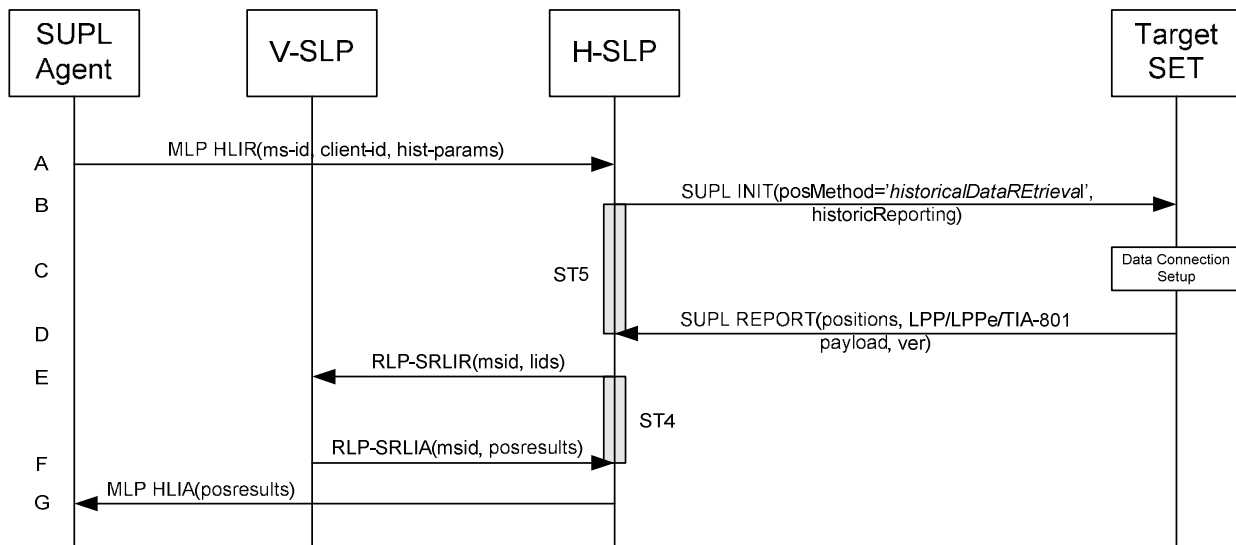 SUPL
Agent
V-SLP
H-SLP
Target
SET
A
MLP HLIR(ms-id, client-id, hist-params)
B
SUPL INIT(posMethod='historicalDataREtrieval',
historicReporting)
C
ST5
Data Connection
Setup
D
SUPL REPORT(positions, LPP/LPPe/TIA-801
payload, ver)
E
RLP-SRLIR(msid, lids)
ST4
F
RLP-SRLIA(msid, posresults)
G
MLP HLIA(posresults)